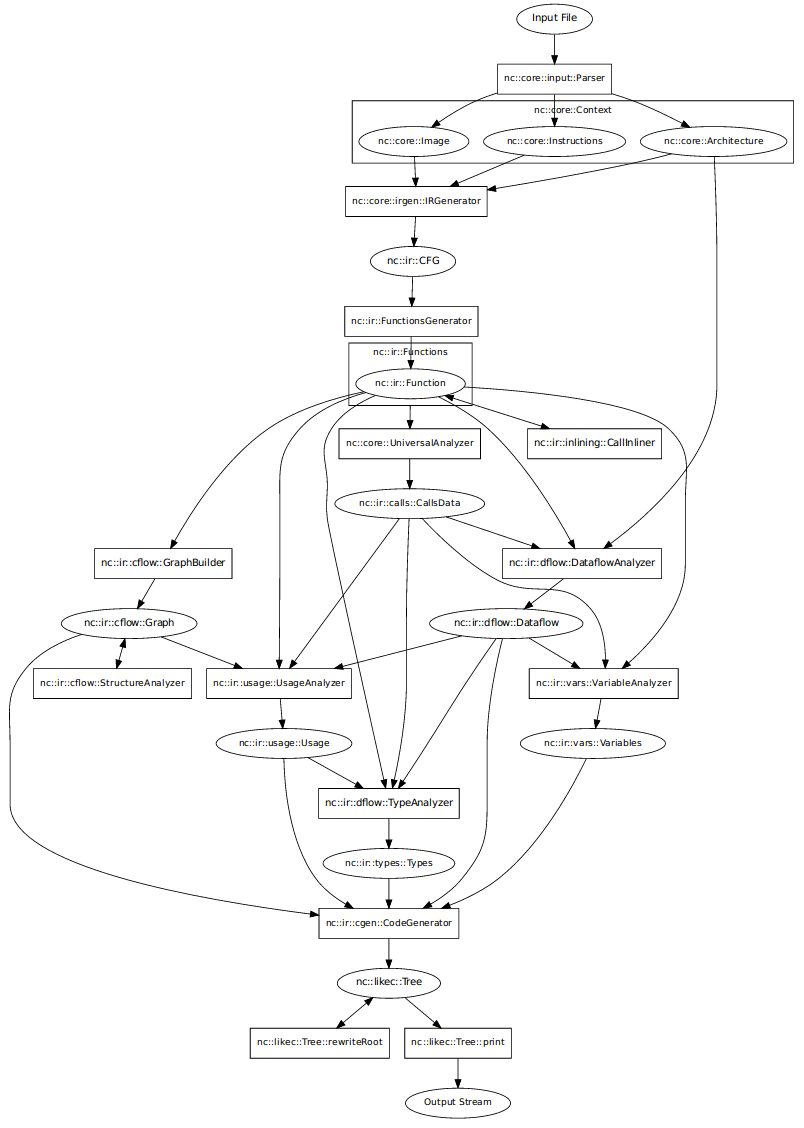 Input File
nc::core::input::Parser
nc::core::Context
nc::core::Image
nc::core::Instructions
nc::core::Architecture
nc::core::irgen::IRGenerator
nc::ir::CFG
nc::ir::FunctionsGenerator
nc::ir::Functions
nc::ir::Function
nc::core::UniversalAnalyzer
nc::ir::inlining::CallInliner
nc::ir::calls::CallsData
nc::ir::cflow::GraphBuilder
nc::ir::dflow::DataflowAnalyzer
nc::ir::cflow::Graph
nc::ir::dflow::Dataflow
nc::ir::cflow::StructureAnalyzer
nc::ir::usage::UsageAnalyzer
nc::ir::vars::VariableAnalyzer
nc::ir::usage::Usage
nc::ir::vars::Variables
nc::ir::dflow::TypeAnalyzer
nc::ir::types::Types
nc::ir::cgen::CodeGenerator
nc::likec::Tree
nc::likec::Tree::rewriteRoot
nc::likec::Tree::print
Output Stream